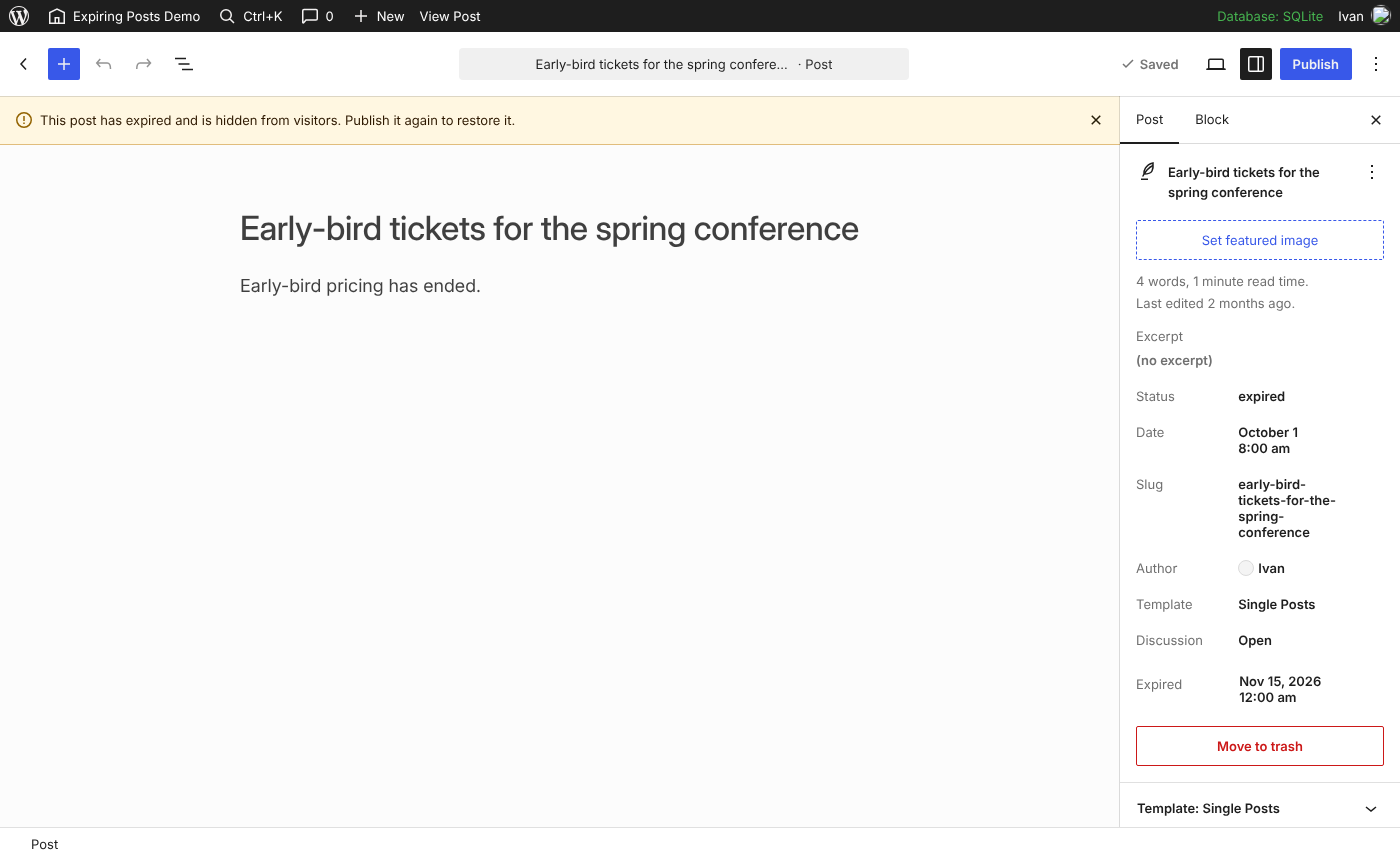 Expiring Posts Demo Ctrl+K 0 New View Post Database: SQLite Ivan
Early-bird tickets for the spring confere... · Post Saved Publish
This post has expired and is hidden from visitors. Publish it again to restore it.
Early-bird tickets for the spring conference
Early-bird pricing has ended.
Post Block
Early-bird tickets for the
spring conference
Set featured image
4 words, 1 minute read time.
Last edited 2 months ago.
Excerpt
(no excerpt)
Status expired
Date October 1
8:00 am
Slug early-bird-
tickets-for-the-
spring-
conference
Author Ivan
Template Single Posts
Discussion Open
Expired Nov 15, 2026
12:00 am
Move to trash
Template: Single Posts
Post